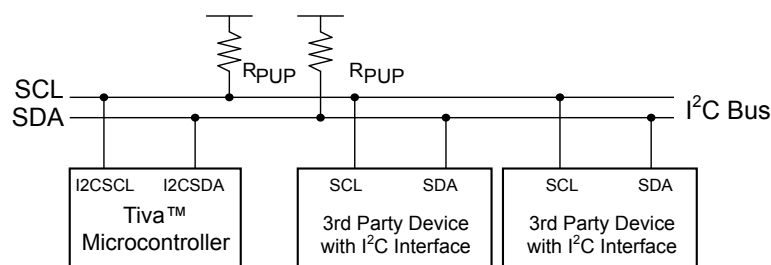 RPUP RPUP
SCL
SDA
I²C Bus
I2CSCL I2CSDA
Tiva™
Microcontroller
SCL SDA
3rd Party Device
with I²C Interface
SCL SDA
3rd Party Device
with I²C Interface